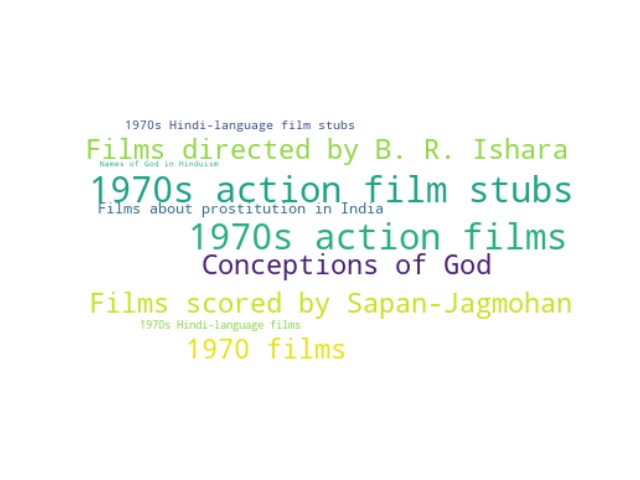 1970s Hindi-language film stubs
Films directed by B. R. Ishara
Names of God in Hinduism
1970s action film stubs
Films about prostitution in India
1970s action films
Conceptions of God
Films scored by Sapan-Jagmohan
1970s Hindi-language films
1970 films